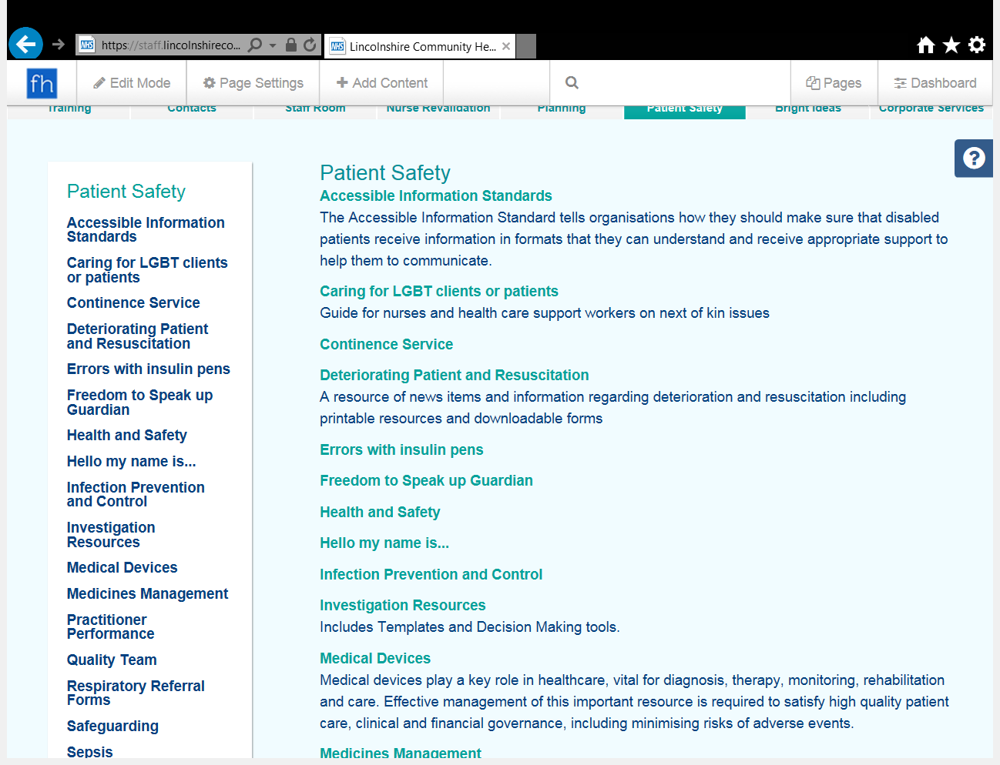 NHS https://staff.lincolnshireco... NHS Lincolnshire Community He...
fh Edit Mode Page Settings Add Content Pages Dashboard
Training Contacts Staff Room Nurse Revalidation Planning Patient Safety Bright Ideas Corporate Services
Patient Safety
Accessible Information
Standards
Caring for LGBT clients
or patients
Continence Service
Deteriorating Patient
and Resuscitation
Errors with insulin pens
Freedom to Speak up
Guardian
Health and Safety
Hello my name is...
Infection Prevention
and Control
Investigation
Resources
Medical Devices
Medicines Management
Practitioner
Performance
Quality Team
Respiratory Referral
Forms
Safeguarding
Sepsis
Patient Safety
Accessible Information Standards
The Accessible Information Standard tells organisations how they should make sure that disabled
patients receive information in formats that they can understand and receive appropriate support to
help them to communicate.
Caring for LGBT clients or patients
Guide for nurses and health care support workers on next of kin issues
Continence Service
Deteriorating Patient and Resuscitation
A resource of news items and information regarding deterioration and resuscitation including
printable resources and downloadable forms
Errors with insulin pens
Freedom to Speak up Guardian
Health and Safety
Hello my name is...
Infection Prevention and Control
Investigation Resources
Includes Templates and Decision Making tools.
Medical Devices
Medical devices play a key role in healthcare, vital for diagnosis, therapy, monitoring, rehabilitation
and care. Effective management of this important resource is required to satisfy high quality patient
care, clinical and financial governance, including minimising risks of adverse events.
Medicines Management